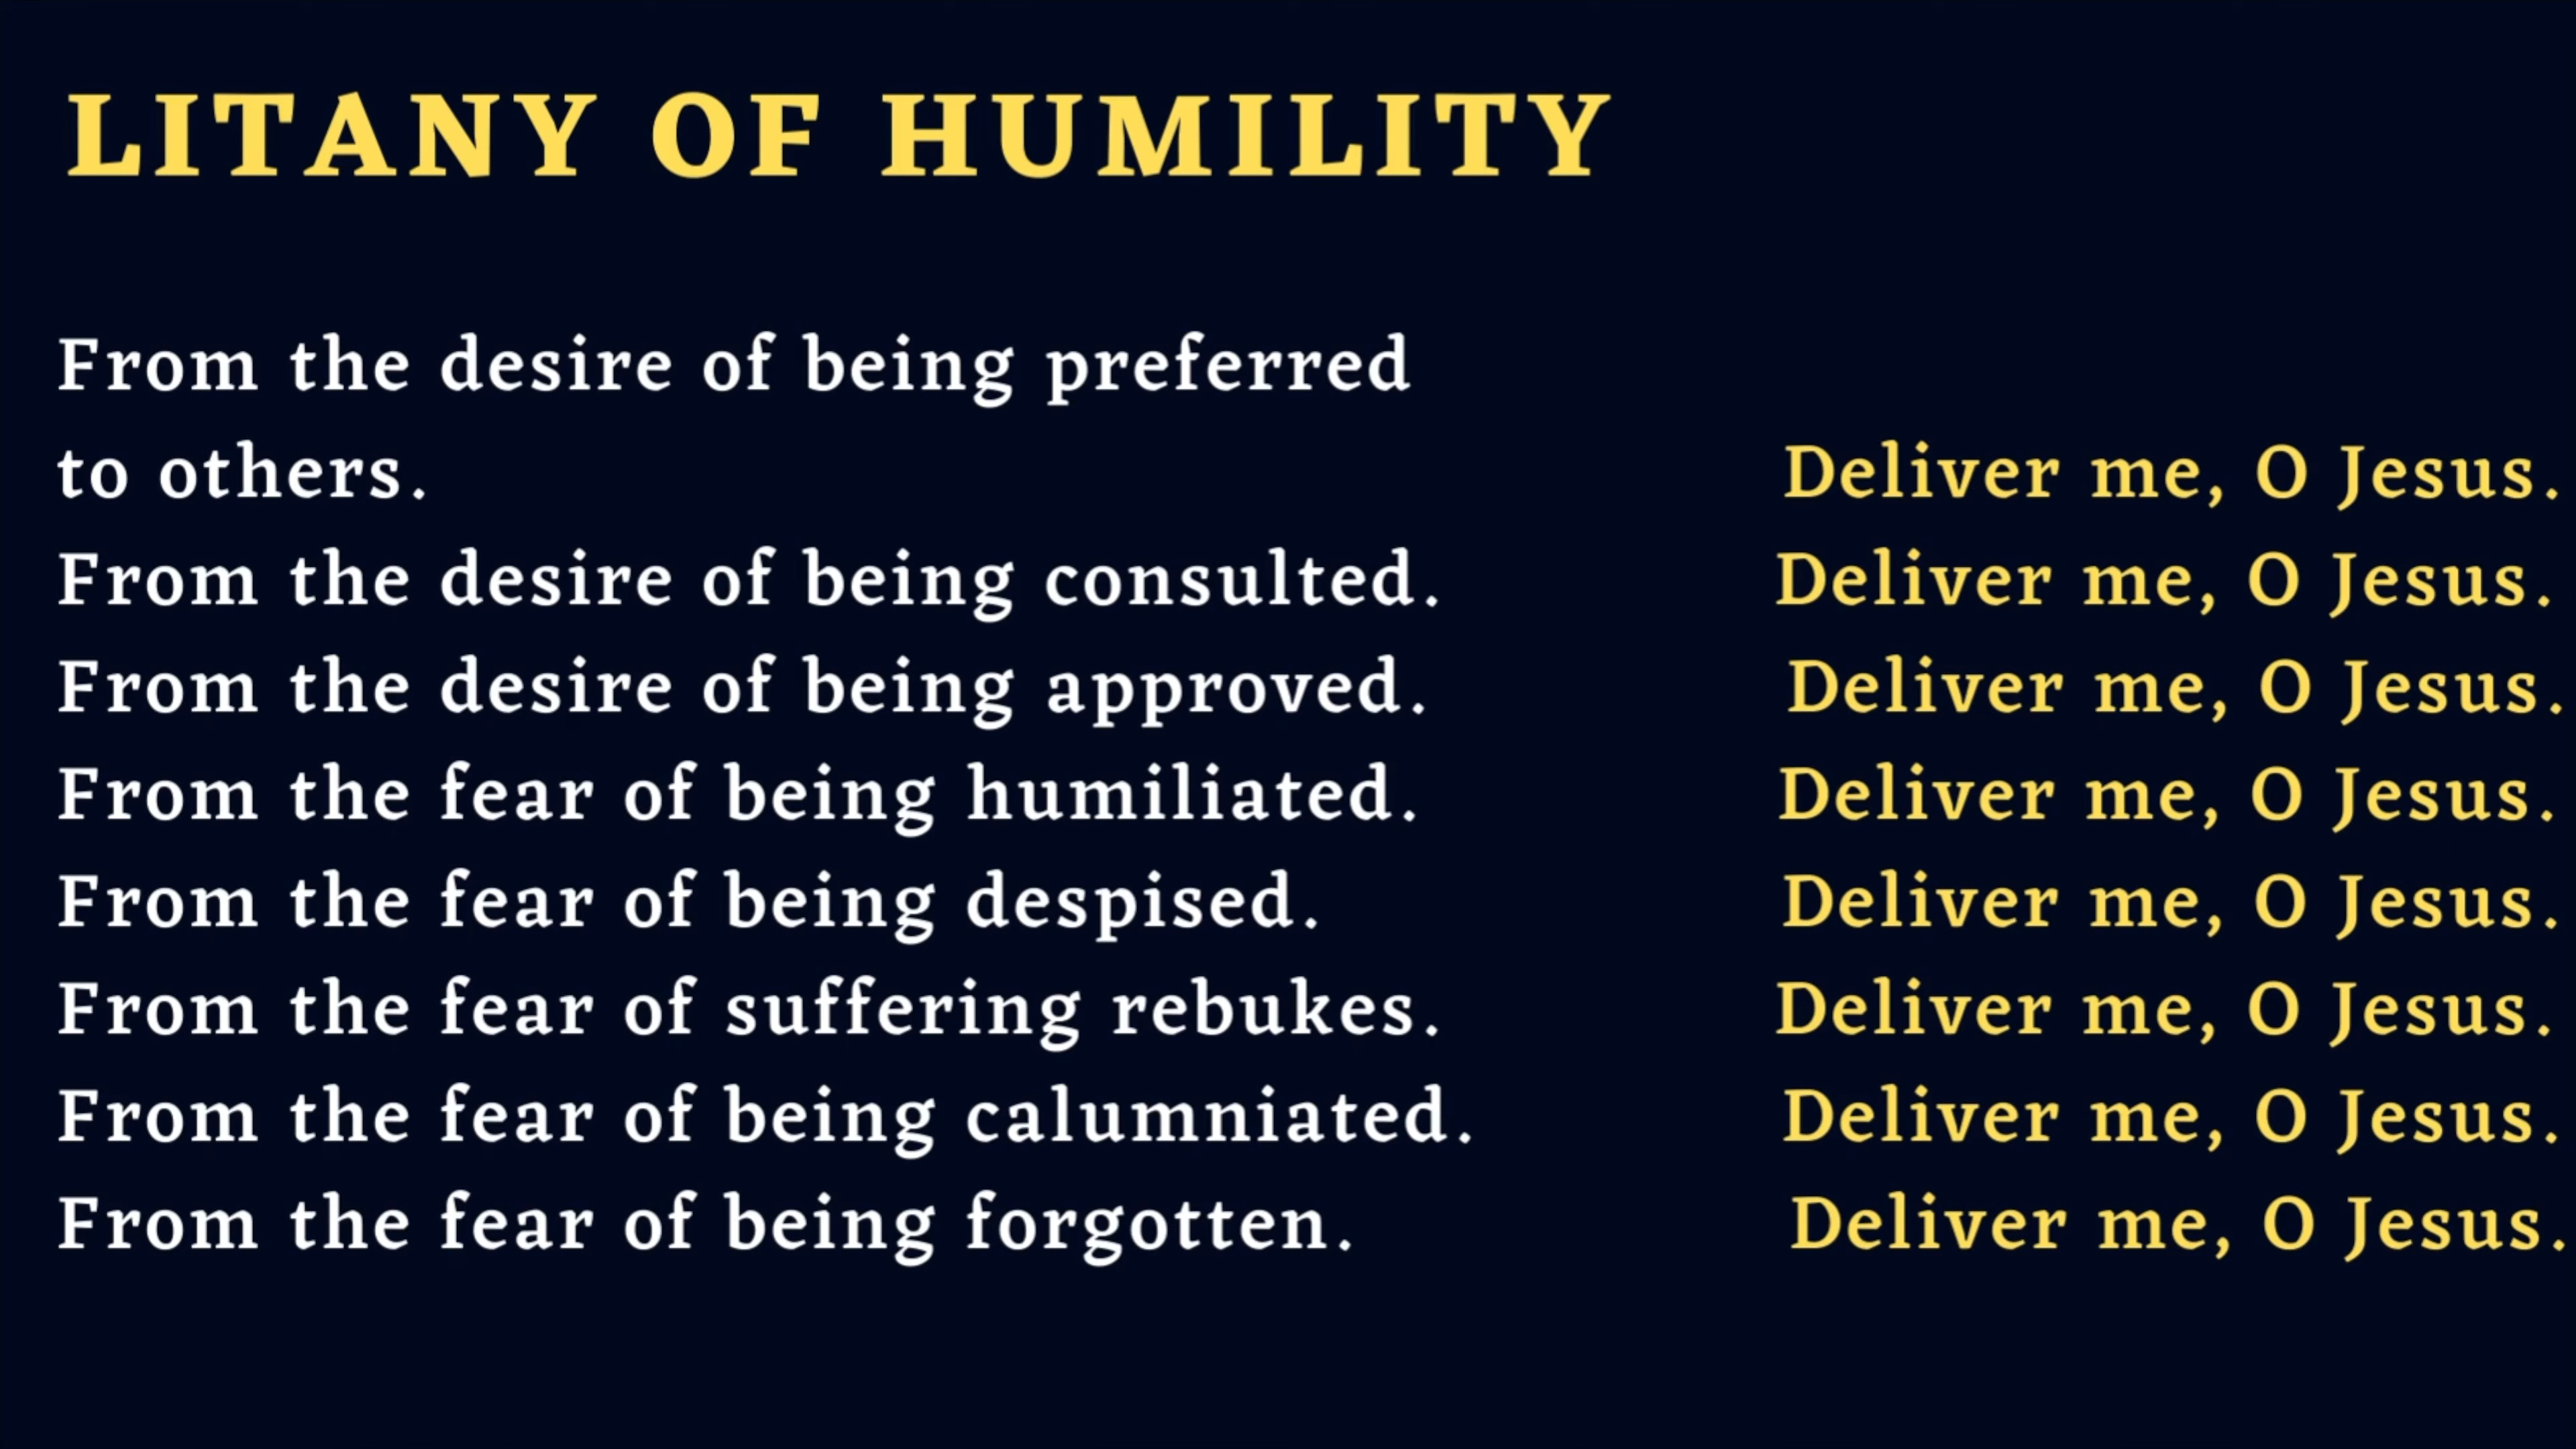 LITANY OF HUMILITY
From the desire of being preferred
to others. Deliver me, O Jesus.
From the desire of being consulted. Deliver me, O Jesus.
From the desire of being approved. Deliver me, O Jesus.
From the fear of being humiliated. Deliver me, O Jesus.
From the fear of being despised. Deliver me, O Jesus.
From the fear of suffering rebukes. Deliver me, O Jesus.
From the fear of being calumniated. Deliver me, O Jesus.
From the fear of being forgotten. Deliver me, O Jesus.